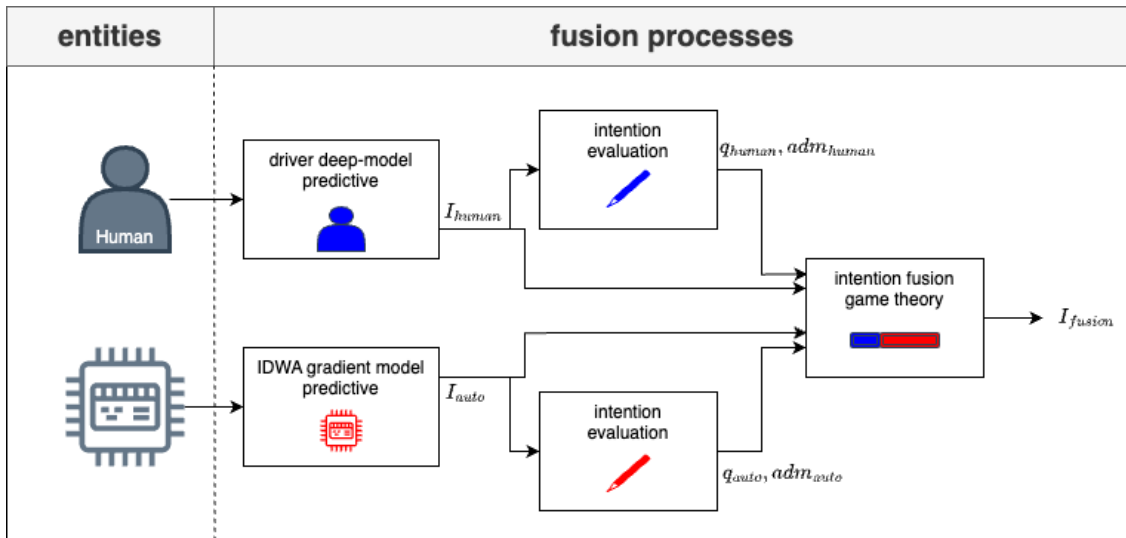 entities
fusion processes
Human
driver deep-model
predictive
I_human
intention
evaluation
q_human, adm_human
intention fusion
game theory
I_fusion
IDWA gradient model
predictive
I_auto
intention
evaluation
q_auto, adm_auto